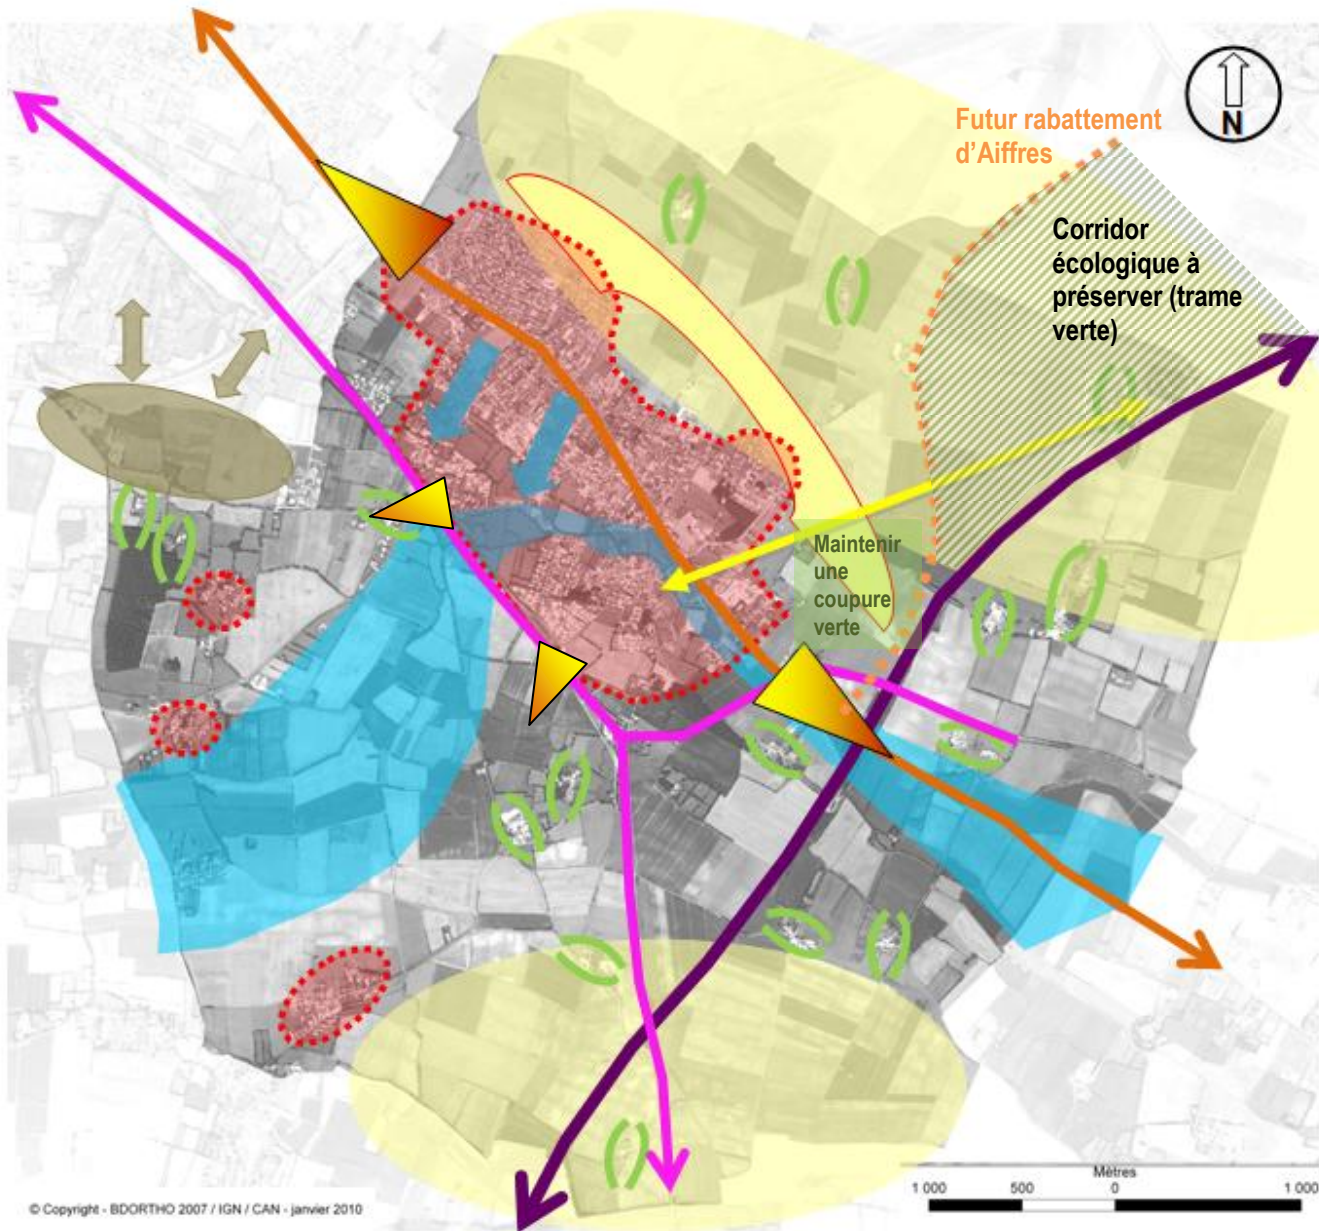 N
Futur rabattement
d'Aiffres
Corridor
écologique à
préserver (trame
verte)
Maintenir
une
coupure
verte
Mètres
1 000 500 0 1 000
© Copyright - BDORTHO 2007 / IGN / CAN - janvier 2010